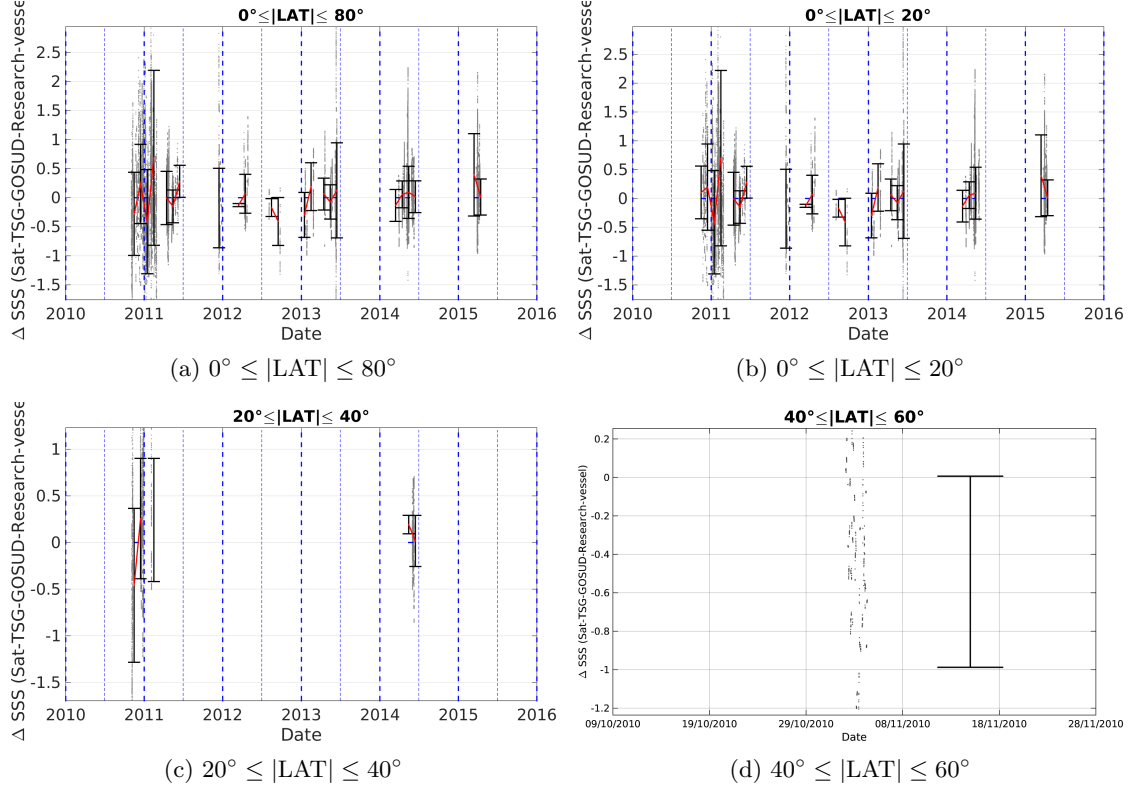 0°≤|LAT|≤ 80°
Δ SSS (Sat-TSG-GOSUD-Research-vesse
2.5
2
1.5
1
0.5
0
-0.5
-1
-1.5
2010 2011 2012 2013 2014 2015 2016
Date
(a) 0° ≤ |LAT| ≤ 80°
0°≤|LAT|≤ 20°
Δ SSS (Sat-TSG-GOSUD-Research-vesse
2.5
2
1.5
1
0.5
0
-0.5
-1
-1.5
2010 2011 2012 2013 2014 2015 2016
Date
(b) 0° ≤ |LAT| ≤ 20°
20°≤|LAT|≤ 40°
Δ SSS (Sat-TSG-GOSUD-Research-vesse
1
0.5
0
-0.5
-1
-1.5
2010 2011 2012 2013 2014 2015 2016
Date
(c) 20° ≤ |LAT| ≤ 40°
40°≤|LAT|≤ 60°
Δ SSS (Sat-TSG-GOSUD-Research-vessel)
0.2
0
-0.2
-0.4
-0.6
-0.8
-1
-1.2
09/10/2010 19/10/2010 29/10/2010 08/11/2010 18/11/2010 28/11/2010
Date
(d) 40° ≤ |LAT| ≤ 60°